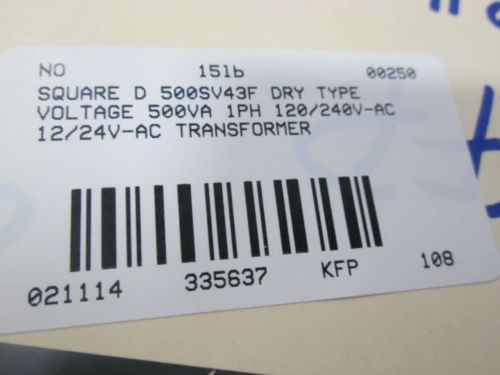 NO 15lb 00250
SQUARE D 500SV43F DRY TYPE
VOLTAGE 500VA 1PH 120/240V-AC
12/24V-AC TRANSFORMER
021114 335637 KFP 108